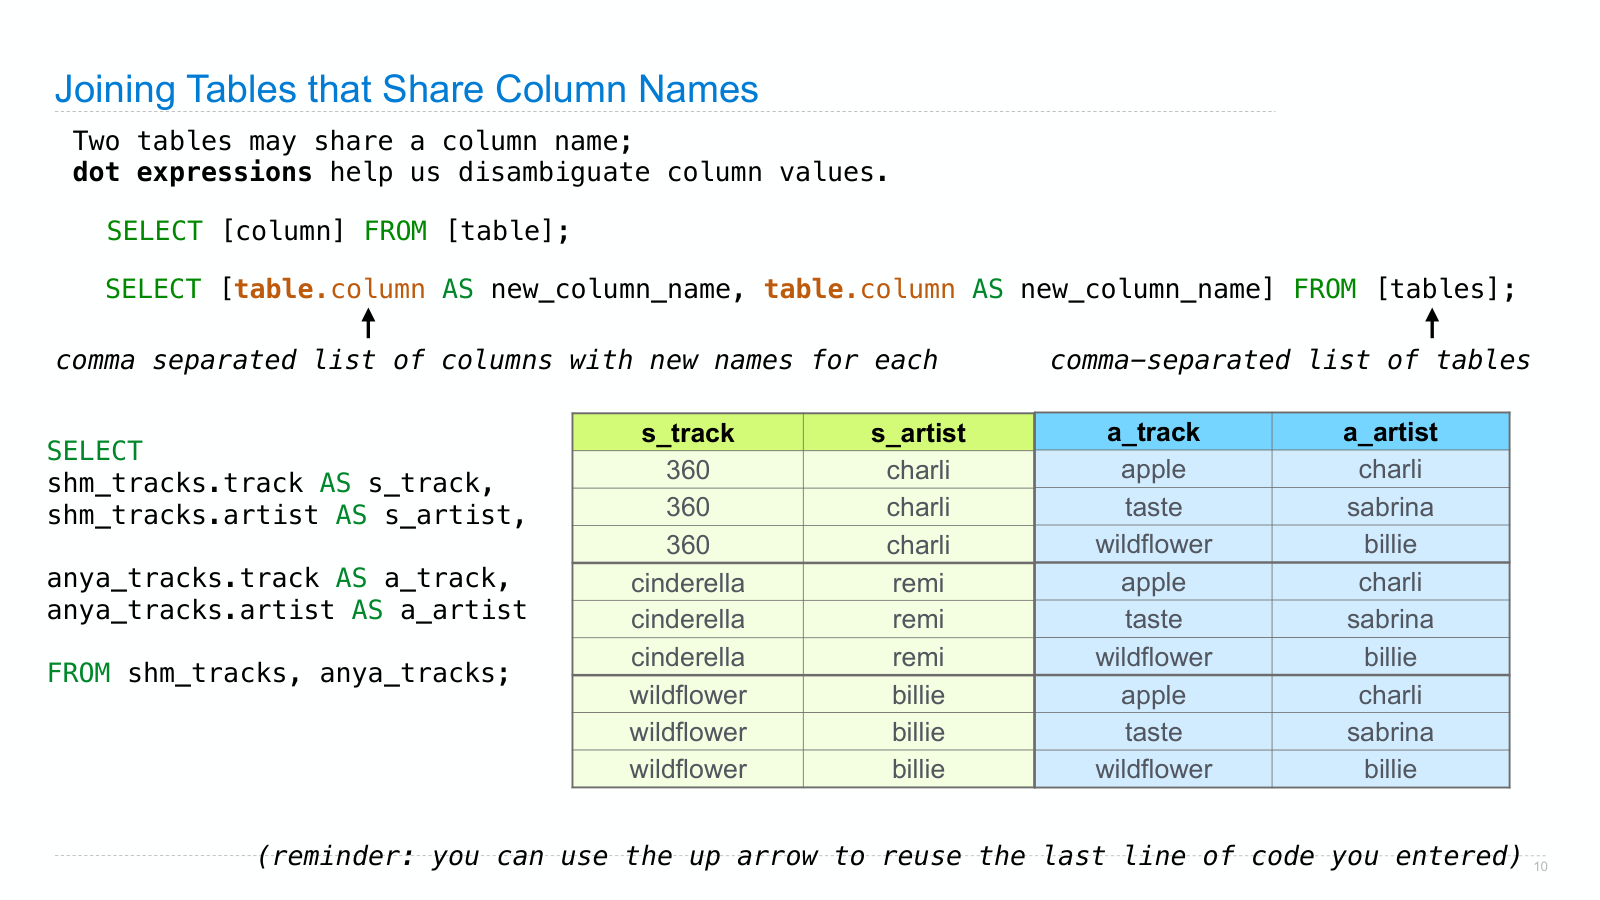 Joining Tables that Share Column Names
Two tables may share a column name;
dot expressions help us disambiguate column values.
SELECT [column] FROM [table];
SELECT [table.column AS new_column_name, table.column AS new_column_name] FROM [tables];
comma separated list of columns with new names for each
comma-separated list of tables
SELECT
shm_tracks.track AS s_track,
shm_tracks.artist AS s_artist,
anya_tracks.track AS a_track,
anya_tracks.artist AS a_artist
FROM shm_tracks, anya_tracks;
s_track s_artist a_track a_artist
360 charli apple charli
360 charli taste sabrina
360 charli wildflower billie
cinderella remi apple charli
cinderella remi taste sabrina
cinderella remi wildflower billie
wildflower billie apple charli
wildflower billie taste sabrina
wildflower billie wildflower billie
(reminder: you can use the up arrow to reuse the last line of code you entered)
10